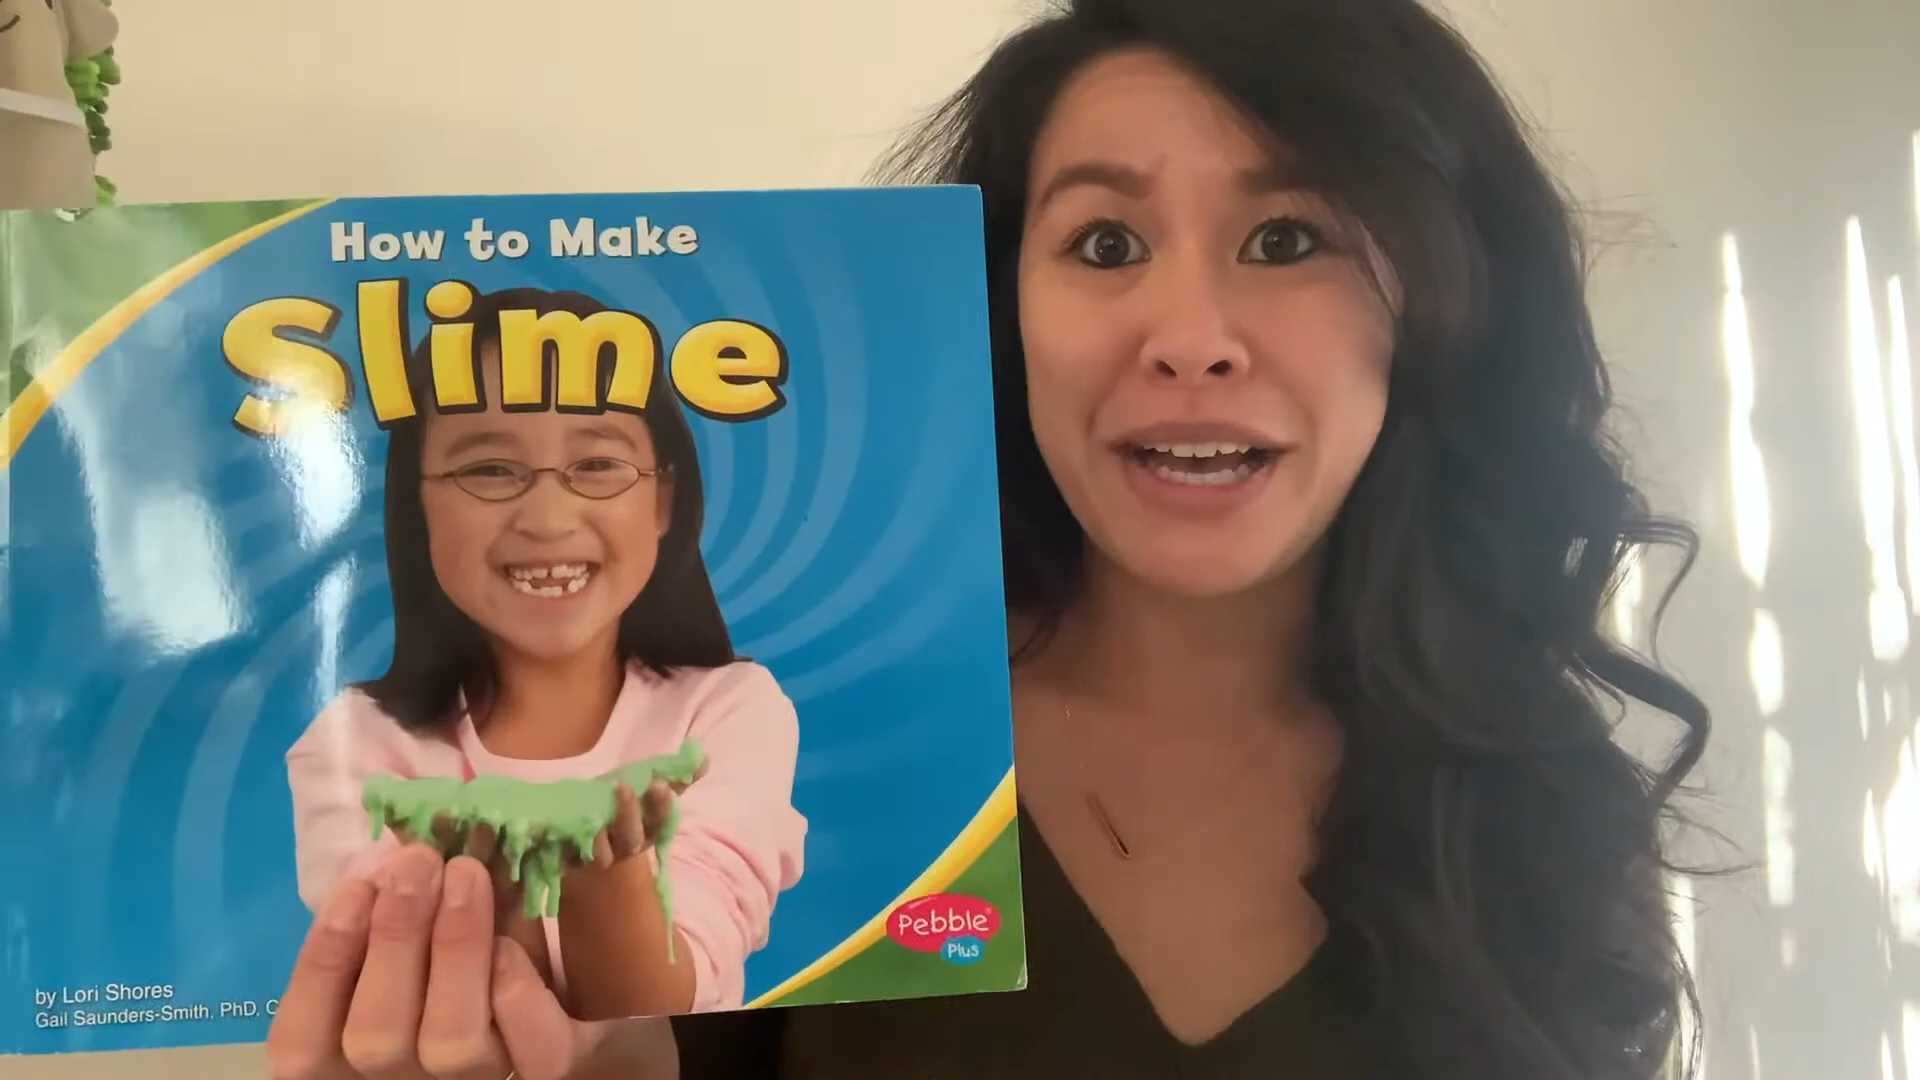 How to Make
Slime
by Lori Shores
Gail Saunders-Smith, PhD, C
Pebble
Plus